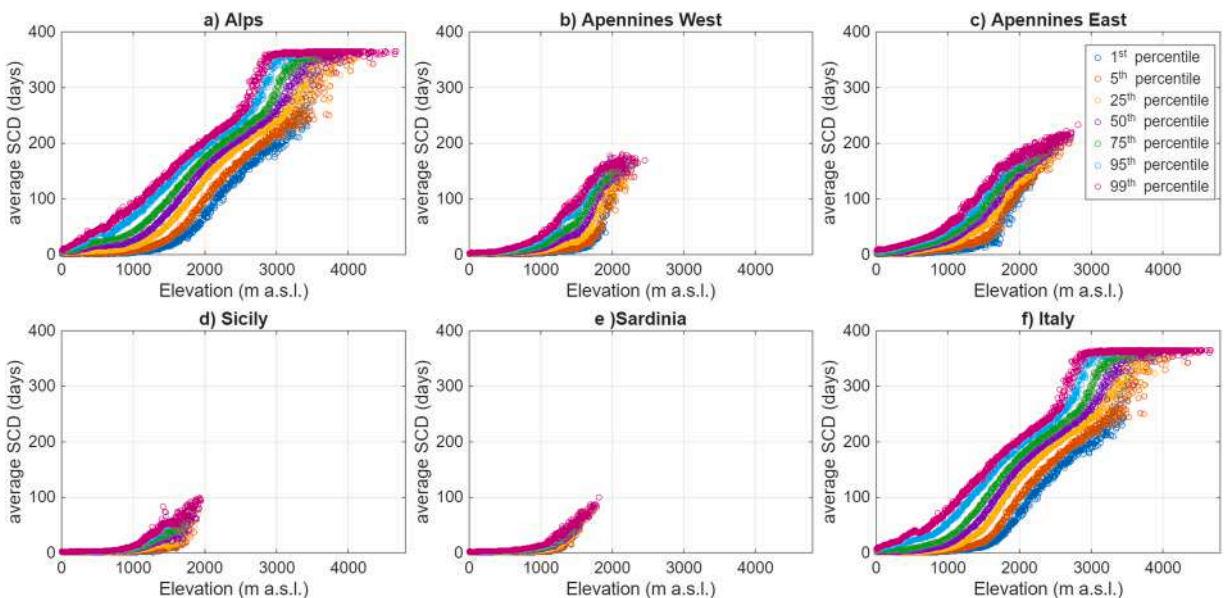 a) Alps
b) Apennines West
c) Apennines East
400
300
200
100
0
average SCD (days)
0 1000 2000 3000 4000
Elevation (m a.s.l.)
400
300
200
100
0
average SCD (days)
0 1000 2000 3000 4000
Elevation (m a.s.l.)
400
300
200
100
0
average SCD (days)
0 1000 2000 3000 4000
Elevation (m a.s.l.)
1st percentile
5th percentile
25th percentile
50th percentile
75th percentile
95th percentile
99th percentile
d) Sicily
e )Sardinia
f) Italy
400
300
200
100
0
average SCD (days)
0 1000 2000 3000 4000
Elevation (m a.s.l.)
400
300
200
100
0
average SCD (days)
0 1000 2000 3000 4000
Elevation (m a.s.l.)
400
300
200
100
0
average SCD (days)
0 1000 2000 3000 4000
Elevation (m a.s.l.)